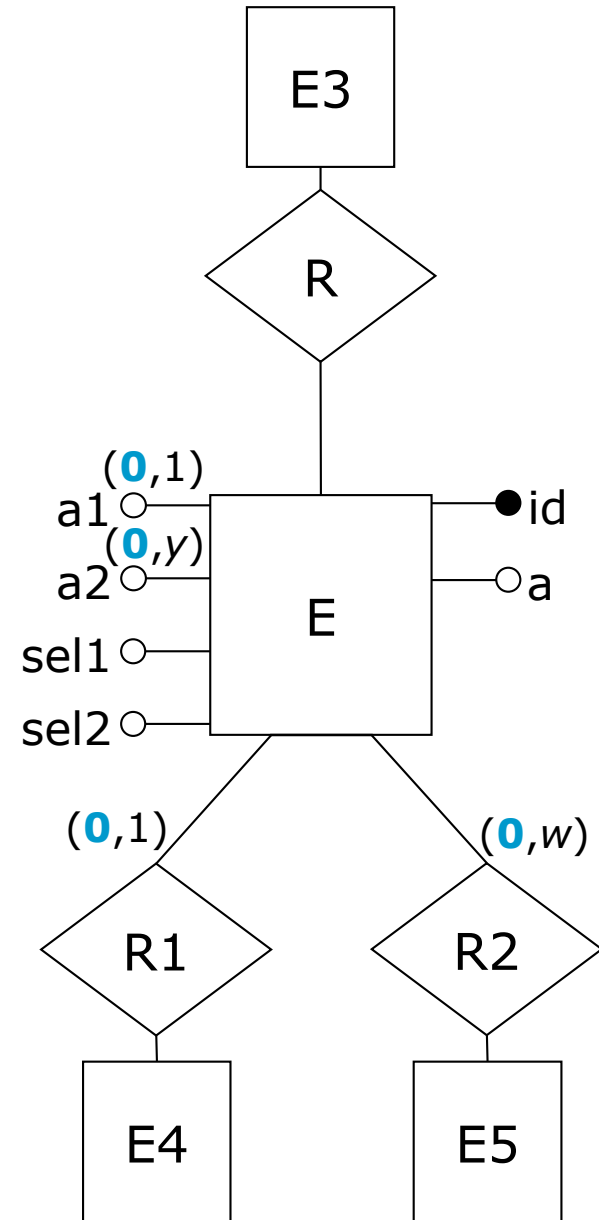 E3
R
(0,1)
a1
id
(0,y)
a2
a
E
sel1
sel2
(0,1)
(0,w)
R1
R2
E4
E5